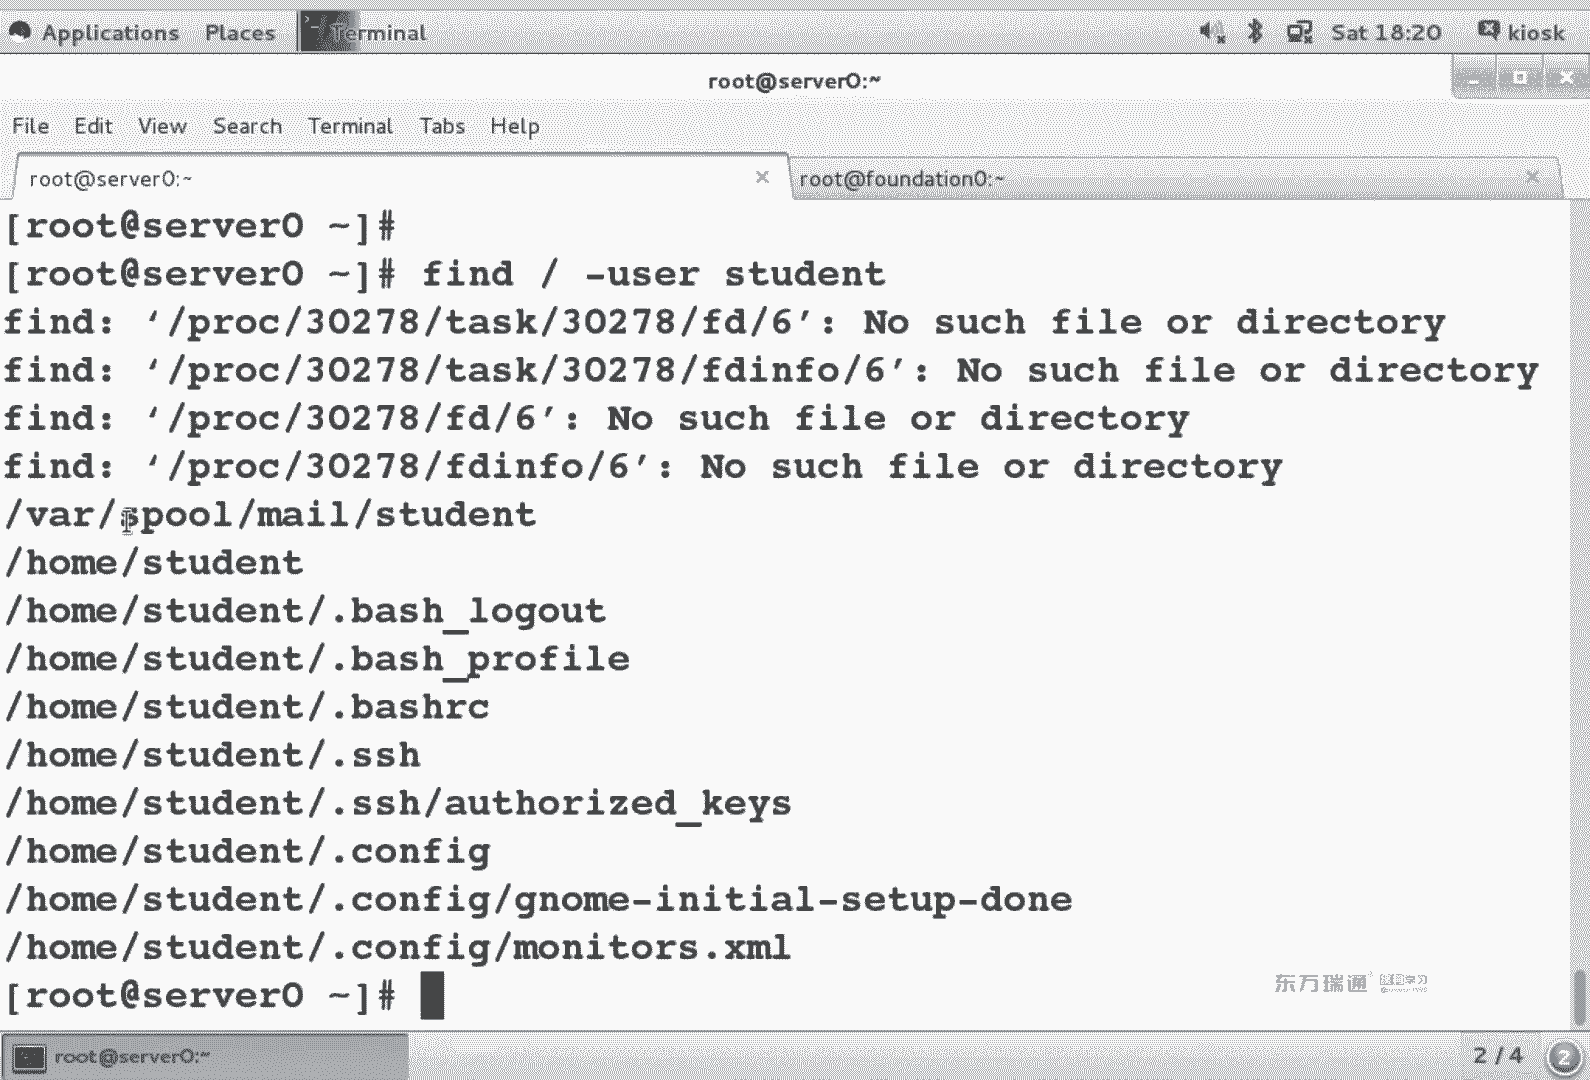 Applications Places Terminal Sat 18:20 kiosk
root@server0:~
File Edit View Search Terminal Tabs Help
root@server0:~ root@foundation0:~
[root@server0 ~]#
[root@server0 ~]# find / -user student
find: ‘/proc/30278/task/30278/fd/6’: No such file or directory
find: ‘/proc/30278/task/30278/fdinfo/6’: No such file or directory
find: ‘/proc/30278/fd/6’: No such file or directory
find: ‘/proc/30278/fdinfo/6’: No such file or directory
/var/spool/mail/student
/home/student
/home/student/.bash_logout
/home/student/.bash_profile
/home/student/.bashrc
/home/student/.ssh
/home/student/.ssh/authorized_keys
/home/student/.config
/home/student/.config/gnome-initial-setup-done
/home/student/.config/monitors.xml
[root@server0 ~]#
东方瑞通
root@server0:~ 2 / 4 2